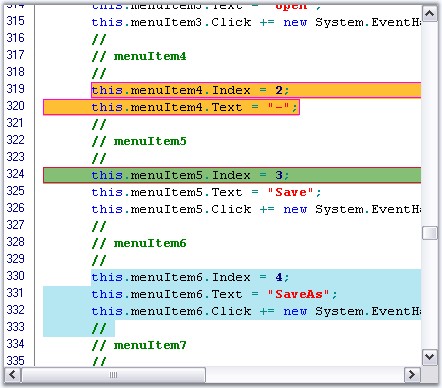 314 this.menuItem3.Text = "Open";
315 this.menuItem3.Click += new System.EventHa
316 //
317 // menuItem4
318 //
319 this.menuItem4.Index = 2;
320 this.menuItem4.Text = "-";
321 //
322 // menuItem5
323 //
324 this.menuItem5.Index = 3;
325 this.menuItem5.Text = "Save";
326 this.menuItem5.Click += new System.EventHa
327 //
328 // menuItem6
329 //
330 this.menuItem6.Index = 4;
331 this.menuItem6.Text = "SaveAs";
332 this.menuItem6.Click += new System.EventHa
333 //
334 // menuItem7
335 //